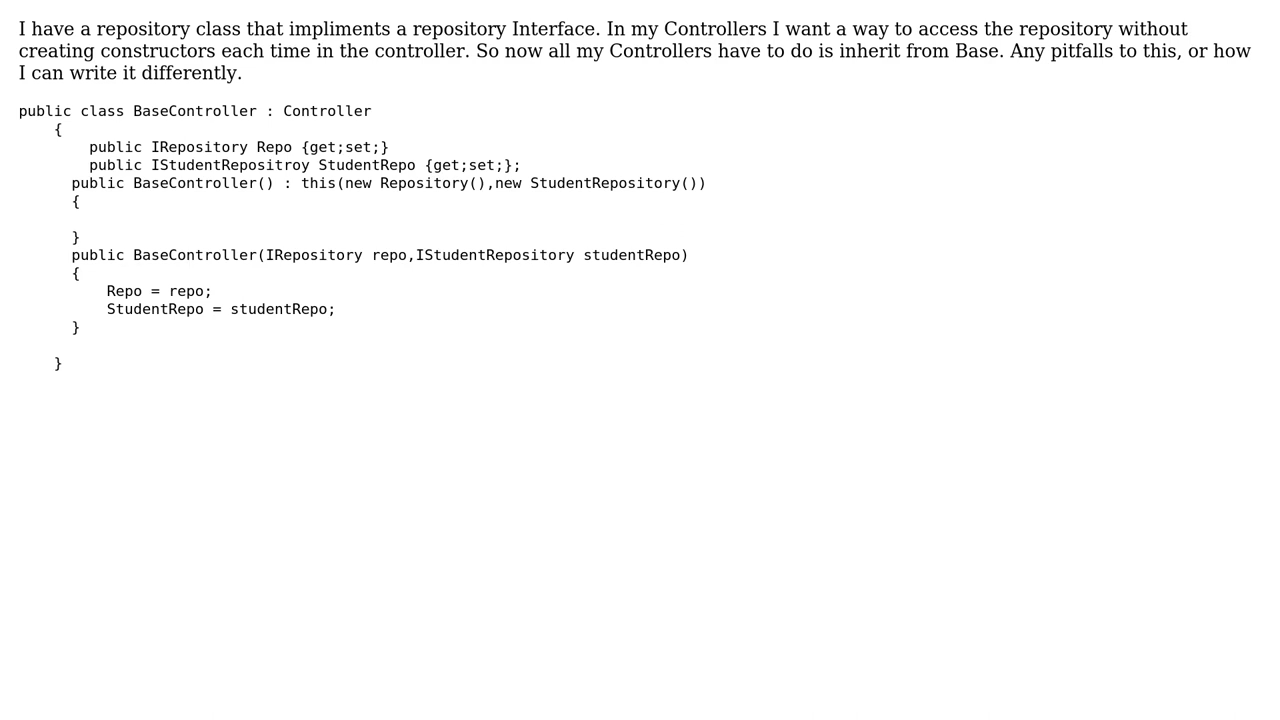 I have a repository class that impliments a repository Interface. In my Controllers I want a way to access the repository without
creating constructors each time in the controller. So now all my Controllers have to do is inherit from Base. Any pitfalls to this, or how
I can write it differently.
public class BaseController : Controller
    {
        public IRepository Repo {get;set;}
        public IStudentRepositroy StudentRepo {get;set;};
      public BaseController() : this(new Repository(),new StudentRepository())
      {
      }
      public BaseController(IRepository repo,IStudentRepository studentRepo)
      {
          Repo = repo;
          StudentRepo = studentRepo;
      }
    }